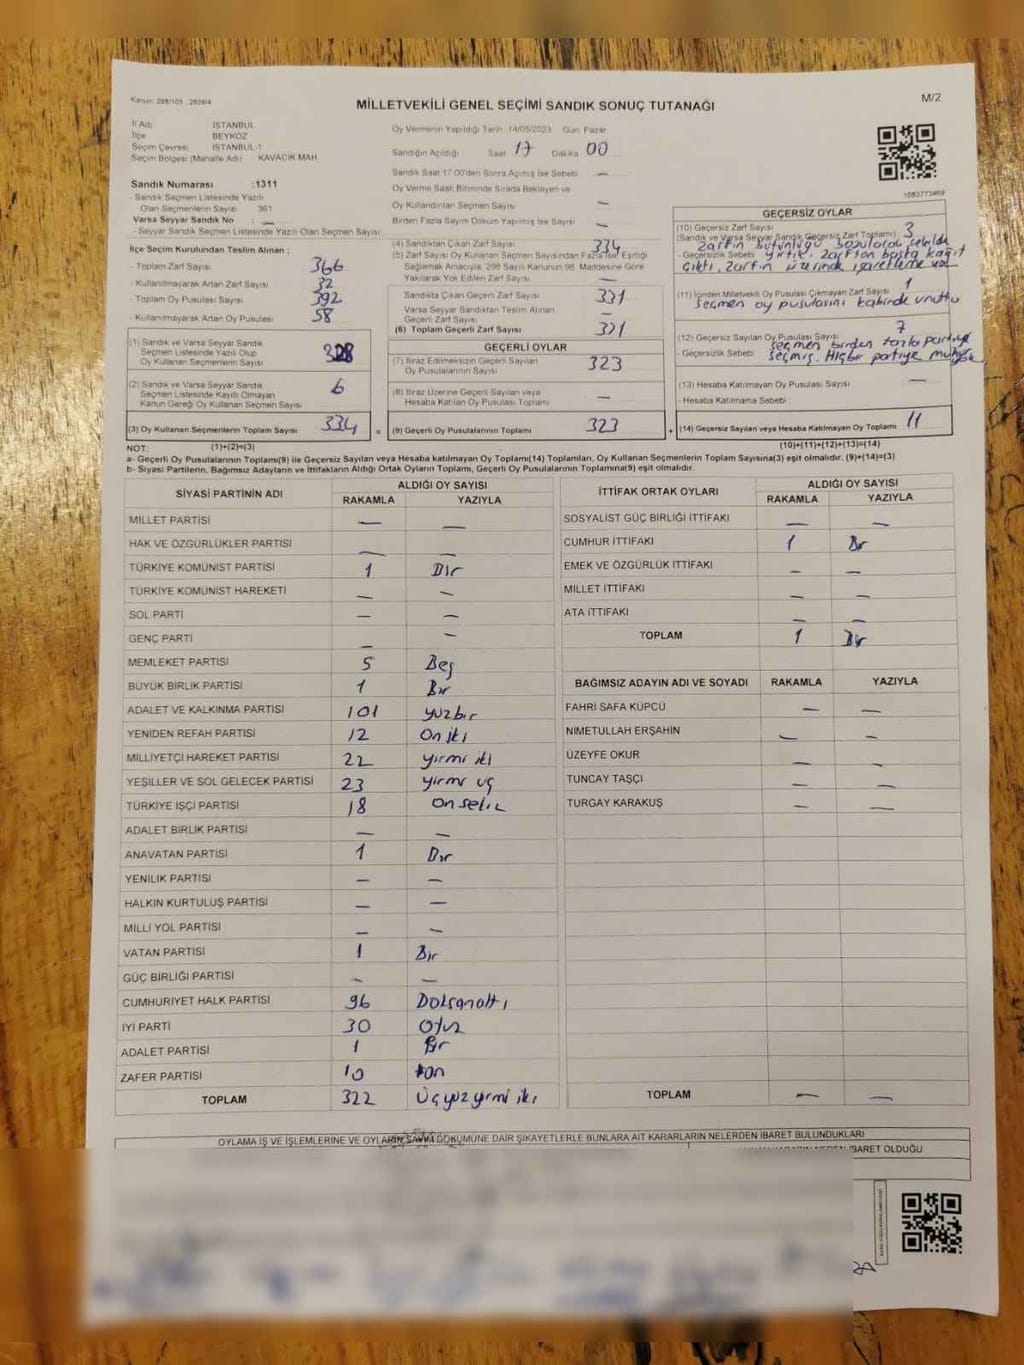 Kanun: 298/105 , 2839/4
MİLLETVEKİLİ GENEL SEÇİMİ SANDIK SONUÇ TUTANAĞI
M/2
İl Adı İSTANBUL
İlçe BEYKOZ
Seçim Çevresi İSTANBUL-1
Seçim Bölgesi (Mahalle Adı) KAVACIK MAH.
Oy Vermenin Yapıldığı Tarih 14/05/2023 Gün: Pazar
Sandığın Açıldığı Saat 17 Dakika 00
Sandık Saat 17.00'den Sonra Açılmış İse Sebebi —
Oy Verme Saati Bitiminde Sırada Bekleyen ve
Oy Kullandırılan Seçmen Sayısı —
Birden Fazla Sayım Döküm Yapılmış İse Sayısı —
1083773469
Sandık Numarası :1311
- Sandık Seçmen Listesinde Yazılı
Olan Seçmenlerin Sayısı 361
Varsa Seyyar Sandık No : —
- Seyyar Sandık Seçmen Listesinde Yazılı Olan Seçmen Sayısı:
İlçe Seçim Kurulundan Teslim Alınan ;
- Toplam Zarf Sayısı 366
- Kullanılmayarak Artan Zarf Sayısı 32
- Toplam Oy Pusulası Sayısı 392
- Kullanılmayarak Artan Oy Pusulası 58
(1) Sandık ve Varsa Seyyar Sandık
Seçmen Listesinde Yazılı Olup
Oy Kullanan Seçmenlerin Sayısı 328
(2) Sandık ve Varsa Seyyar Sandık
Seçmen Listesinde Kayıtlı Olmayan
Kanun Gereği Oy Kullanan Seçmen Sayısı 6
(3) Oy Kullanan Seçmenlerin Toplam Sayısı 334
(4) Sandıktan Çıkan Zarf Sayısı 334
(5) Zarf Sayısı Oy Kullanan Seçmen Sayısından Fazla İse, Eşitliği
Sağlamak Amacıyla, 298 Sayılı Kanunun 98. Maddesine Göre
Yakılarak Yok Edilen Zarf Sayısı —
Sandıkta Çıkan Geçerli Zarf Sayısı 331
Varsa Seyyar Sandıktan Teslim Alınan
Geçerli Zarf Sayısı —
(6) Toplam Geçerli Zarf Sayısı 331
GEÇERLİ OYLAR
(7) İtiraz Edilmeksizin Geçerli Sayılan
Oy Pusulalarının Sayısı 323
(8) İtiraz Üzerine Geçerli Sayılan veya
Hesaba Katılan Oy Pusulası Toplamı —
= (9) Geçerli Oy Pusulalarının Toplamı 323
GEÇERSİZ OYLAR
(10) Geçersiz Zarf Sayısı 3
(Sandık ve Varsa Seyyar Sandık Geçersiz Zarf Toplamı)
Zarfın bütünlüğü bozulacak şekilde
- Geçersizlik Sebebi yırtık. Zarftan başka kağıt
çıktı. Zarfın üzerinde işaretleme var
(11) İçinden Milletvekili Oy Pusulası Çıkmayan Zarf Sayısı 1
Seçmen oy pusulasını kabinde unuttu
(12) Geçersiz Sayılan Oy Pusulası Sayısı 7
seçmen birden fazla partiye
- Geçersizlik Sebebi seçmiş. Hiçbir partiye
(13) Hesaba Katılmayan Oy Pusulası Sayısı —
- Hesaba Katılmama Sebebi :
+ (14) Geçersiz Sayılan veya Hesaba Katılmayan Oy Toplamı 11
NOT: (1)+(2)=(3) (10)+(11)+(12)+(13)=(14)
a- Geçerli Oy Pusulalarının Toplamı(9) ile Geçersiz Sayılan veya Hesaba katılmayan Oy Toplamı(14) Toplamları, Oy Kullanan Seçmenlerin Toplam Sayısına(3) eşit olmalıdır. (9)+(14)=(3)
b- Siyasi Partilerin, Bağımsız Adayların ve İttifakların Aldığı Ortak Oyların Toplamı, Geçerli Oy Pusulalarının Toplamına(9) eşit olmalıdır.
SİYASİ PARTİNİN ADI ALDIĞI OY SAYISI
RAKAMLA YAZIYLA
MİLLET PARTİSİ — —
HAK VE ÖZGÜRLÜKLER PARTİSİ — —
TÜRKİYE KOMÜNİST PARTİSİ 1 Bir
TÜRKİYE KOMÜNİST HAREKETİ — —
SOL PARTİ — —
GENÇ PARTİ — —
MEMLEKET PARTİSİ 5 Beş
BÜYÜK BİRLİK PARTİSİ 1 Bir
ADALET VE KALKINMA PARTİSİ 101 yüzbir
YENİDEN REFAH PARTİSİ 12 On iki
MİLLİYETÇİ HAREKET PARTİSİ 22 yirmi iki
YEŞİLLER VE SOL GELECEK PARTİSİ 23 yirmi üç
TÜRKİYE İŞÇİ PARTİSİ 18 On sekiz
ADALET BİRLİK PARTİSİ — —
ANAVATAN PARTİSİ 1 Bir
YENİLİK PARTİSİ — —
HALKIN KURTULUŞ PARTİSİ — —
MİLLİ YOL PARTİSİ — —
VATAN PARTİSİ 1 Bir
GÜÇ BİRLİĞİ PARTİSİ — —
CUMHURİYET HALK PARTİSİ 96 Doksanaltı
İYİ PARTİ 30 Otuz
ADALET PARTİSİ 1 Bir
ZAFER PARTİSİ 10 on
TOPLAM 322 Üçyüzyirmi iki
İTTİFAK ORTAK OYLARI ALDIĞI OY SAYISI
RAKAMLA YAZIYLA
SOSYALİST GÜÇ BİRLİĞİ İTTİFAKI — —
CUMHUR İTTİFAKI 1 Bir
EMEK VE ÖZGÜRLÜK İTTİFAKI — —
MİLLET İTTİFAKI — —
ATA İTTİFAKI — —
TOPLAM 1 Bir
BAĞIMSIZ ADAYIN ADI VE SOYADI RAKAMLA YAZIYLA
FAHRİ SAFA KÜPCÜ — —
NİMETULLAH ERŞAHİN — —
ÜZEYFE OKUR — —
TUNCAY TAŞÇI — —
TURGAY KARAKUŞ — —
TOPLAM — —
OYLAMA İŞ VE İŞLEMLERİNE VE OYLARIN SAYIM DÖKÜMÜNE DAİR ŞİKAYETLERLE BUNLARA AİT KARARLARIN NELERDEN İBARET BULUNDUKLARI
İBARET OLDUĞU